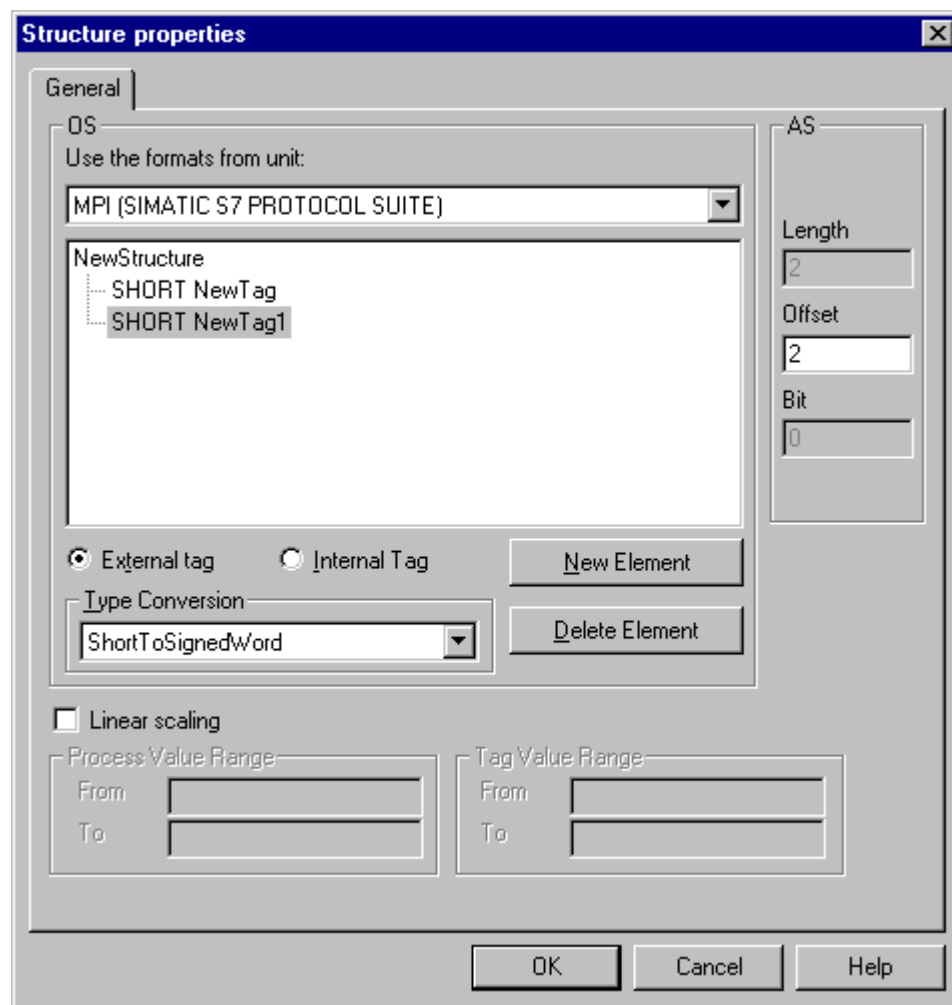 Structure properties
General
OS
Use the formats from unit:
MPI (SIMATIC S7 PROTOCOL SUITE)
NewStructure
SHORT NewTag
SHORT NewTag1
External tag
Internal Tag
New Element
Type Conversion
ShortToSignedWord
Delete Element
AS
Length
2
Offset
2
Bit
0
Linear scaling
Process Value Range
From
To
Tag Value Range
From
To
OK
Cancel
Help